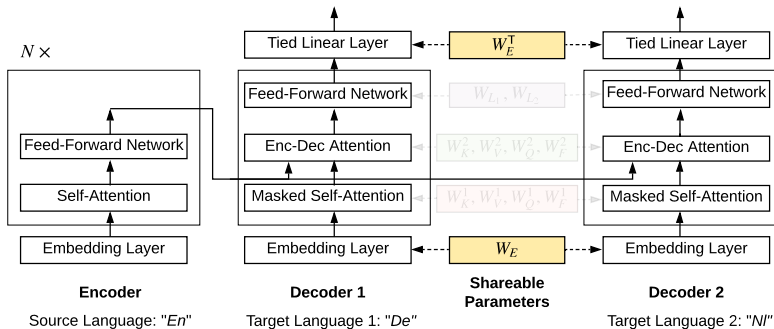 N ×
Tied Linear Layer
W_E^T
Tied Linear Layer
Feed-Forward Network
W_{L_1}, W_{L_2}
Feed-Forward Network
Feed-Forward Network
Enc-Dec Attention
W_K^2, W_V^2, W_Q^2, W_F^2
Enc-Dec Attention
Self-Attention
Masked Self-Attention
W_K^1, W_V^1, W_Q^1, W_F^1
Masked Self-Attention
Embedding Layer
Embedding Layer
W_E
Embedding Layer
Encoder
Decoder 1
Shareable
Parameters
Decoder 2
Source Language: "En"
Target Language 1: "De"
Target Language 2: "Nl"